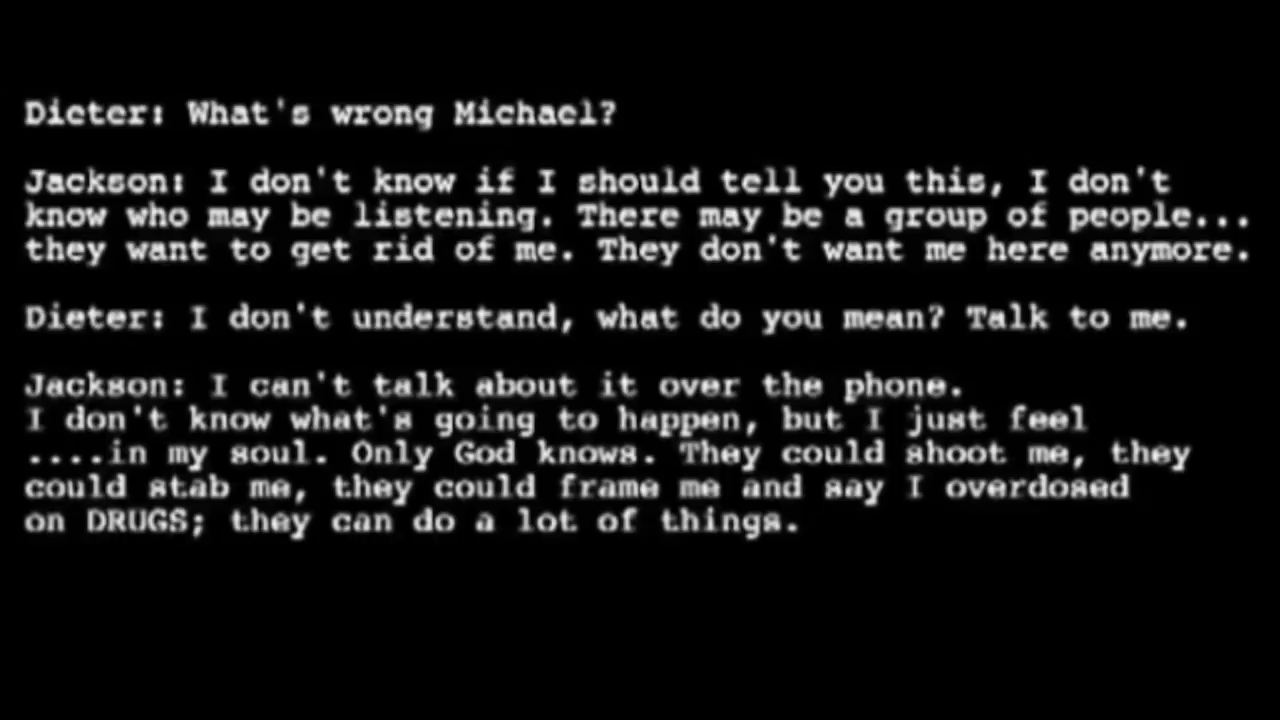 Dieter: What's wrong Michael?
Jackson: I don't know if I should tell you this, I don't
know who may be listening. There may be a group of people...
they want to get rid of me. They don't want me here anymore.
Dieter: I don't understand, what do you mean? Talk to me.
Jackson: I can't talk about it over the phone.
I don't know what's going to happen, but I just feel
....in my soul. Only God knows. They could shoot me, they
could stab me, they could frame me and say I overdosed
on DRUGS; they can do a lot of things.